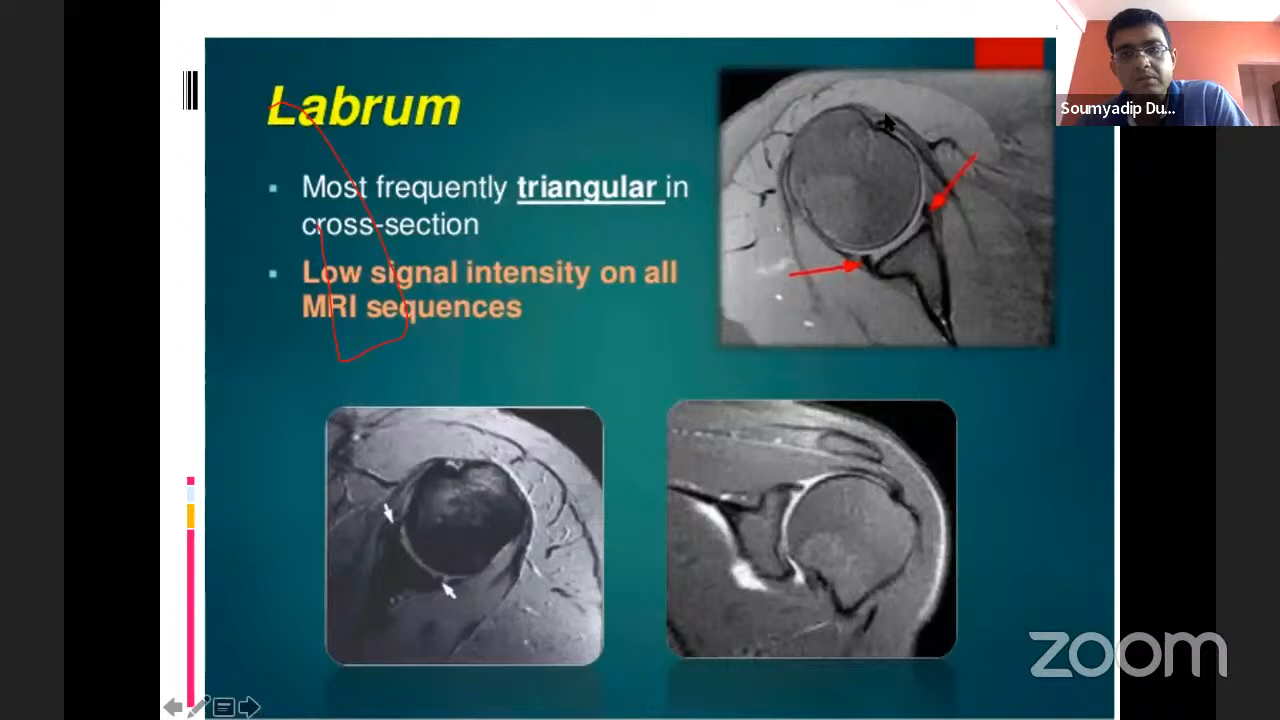 Labrum
Most frequently triangular in
cross-section
Low signal intensity on all
MRI sequences
Soumyadip Du...
zoom